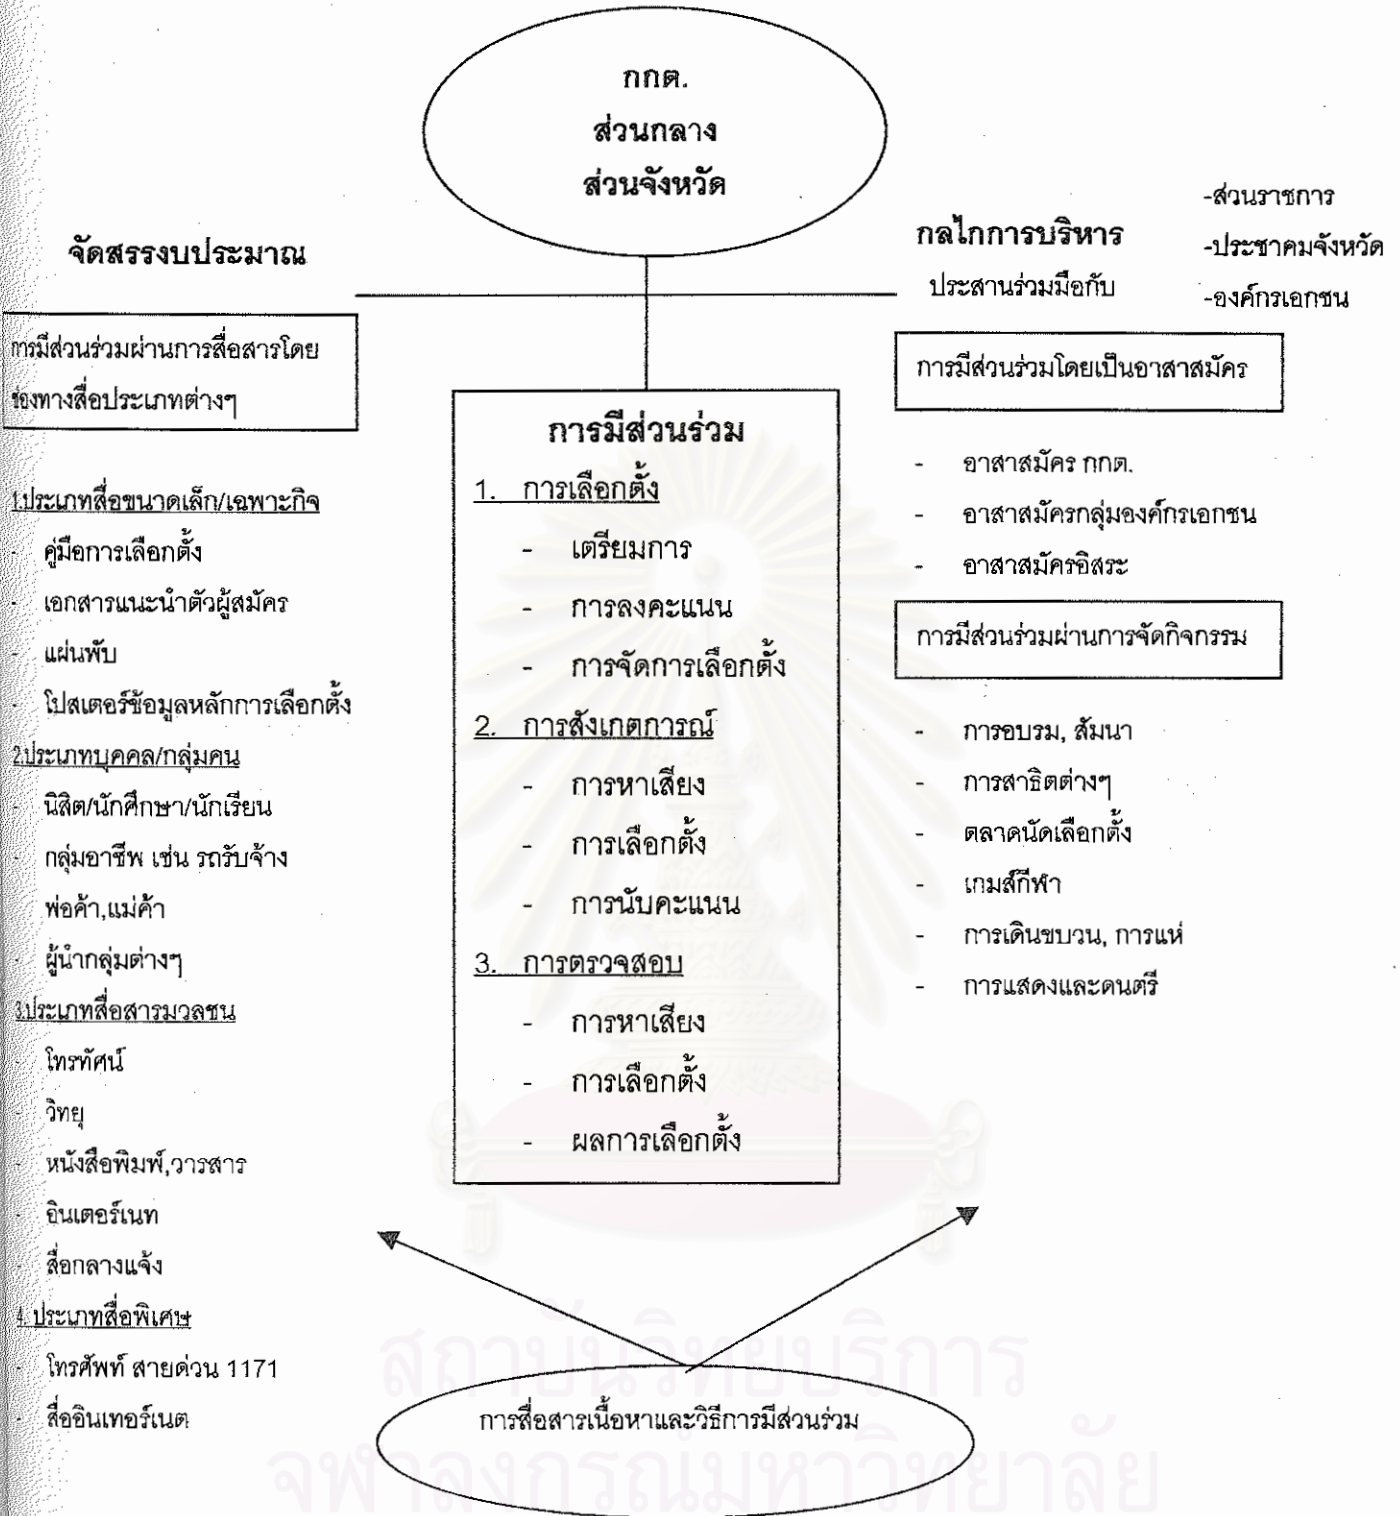 กกต.
ส่วนกลาง
ส่วนจังหวัด
จัดสรรงบประมาณ
กลไกการบริหาร
ประสานร่วมมือกับ
-ส่วนราชการ
-ประชาคมจังหวัด
-องค์กรเอกชน
การมีส่วนร่วมผ่านการสื่อสารโดย
ช่องทางสื่อประเภทต่างๆ
1.ประเภทสื่อขนาดเล็ก/เฉพาะกิจ
- คู่มือการเลือกตั้ง
- เอกสารแนะนำตัวผู้สมัคร
- แผ่นพับ
- โปสเตอร์ข้อมูลหลักการเลือกตั้ง
2.ประเภทบุคคล/กลุ่มคน
- นิสิต/นักศึกษา/นักเรียน
- กลุ่มอาชีพ เช่น รถรับจ้าง
พ่อค้า,แม่ค้า
- ผู้นำกลุ่มต่างๆ
3.ประเภทสื่อสารมวลชน
- โทรทัศน์
- วิทยุ
- หนังสือพิมพ์,วารสาร
- อินเตอร์เนท
- สื่อกลางแจ้ง
4. ประเภทสื่อพิเศษ
- โทรศัพท์ สายด่วน 1171
- สื่ออินเทอร์เนต
การมีส่วนร่วม
1. การเลือกตั้ง
- เตรียมการ
- การลงคะแนน
- การจัดการเลือกตั้ง
2. การสังเกตการณ์
- การหาเสียง
- การเลือกตั้ง
- การนับคะแนน
3. การตรวจสอบ
- การหาเสียง
- การเลือกตั้ง
- ผลการเลือกตั้ง
การมีส่วนร่วมโดยเป็นอาสาสมัคร
- อาสาสมัคร กกต.
- อาสาสมัครกลุ่มองค์กรเอกชน
- อาสาสมัครอิสระ
การมีส่วนร่วมผ่านการจัดกิจกรรม
- การอบรม, สัมนา
- การสาธิตต่างๆ
- ตลาดนัดเลือกตั้ง
- เกมส์กีฬา
- การเดินขบวน, การแห่
- การแสดงและดนตรี
การสื่อสารเนื้อหาและวิธีการมีส่วนร่วม
สถาบันวิทยบริการ
จุฬาลงกรณ์มหาวิทยาลัย